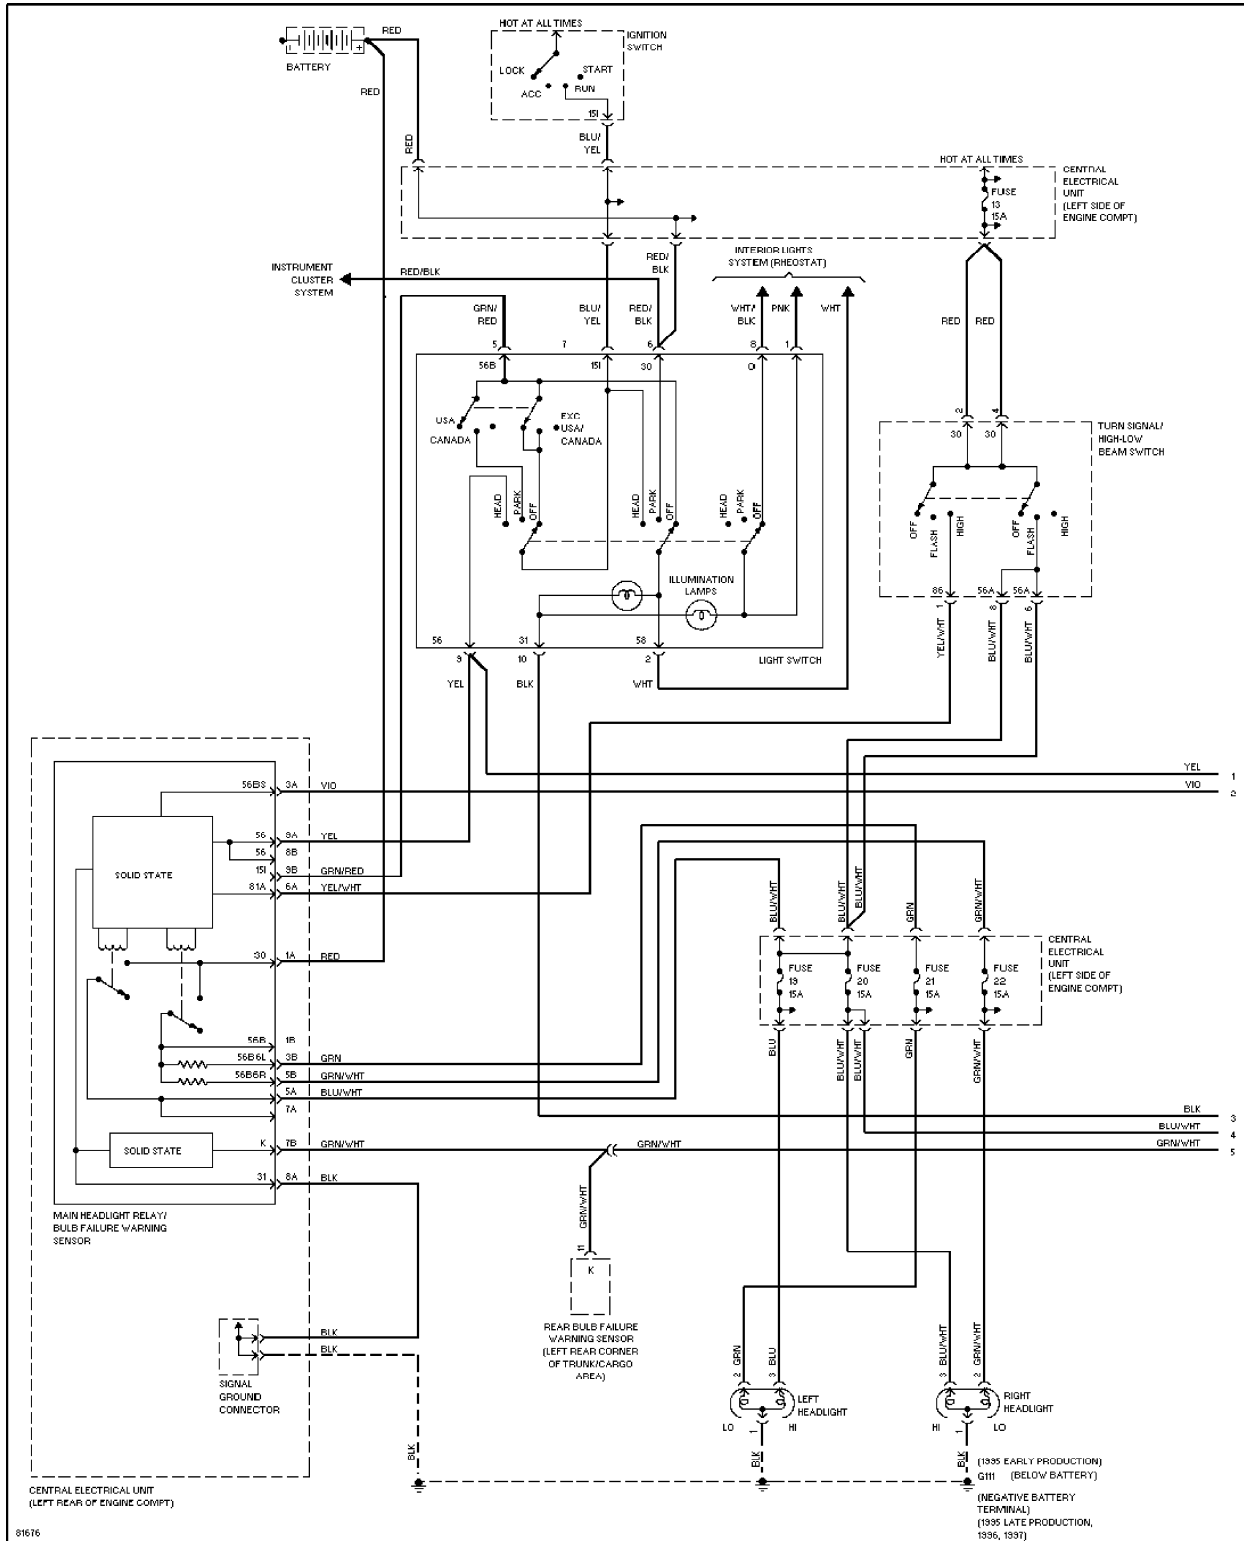 HOT AT ALL TIMES
RED
IGNITION
SWITCH
BATTERY
LOCK
START
ACC
RUN
RED
15I
BLU/
YEL
RED
HOT AT ALL TIMES
CENTRAL
ELECTRICAL
UNIT
(LEFT SIDE OF
ENGINE COMPT)
FUSE
13
15A
INTERIOR LIGHTS
SYSTEM (RHEOSTAT)
RED/
BLK
INSTRUMENT
CLUSTER
SYSTEM
RED/BLK
GRN/
RED
BLU/
YEL
RED/
BLK
WHT/
BLK
PNK
WHT
RED
RED
5
7
6
8
1
56B
15I
30
D
2
4
30
30
TURN SIGNAL/
HIGH-LOW
BEAM SWITCH
USA
CANADA
EXC
USA/
CANADA
HEAD
PARK
OFF
HEAD
PARK
OFF
HEAD
PARK
OFF
OFF
FLASH
HIGH
OFF
FLASH
HIGH
ILLUMINATION
LAMPS
86
56A
56A
1
8
6
56
31
58
9
10
2
LIGHT SWITCH
YEL
BLK
WHT
YEL/WHT
BLU/WHT
BLU/WHT
YEL
1
VIO
2
56BS
3A
VIO
56
9A
YEL
56
8B
15I
9B
GRN/RED
81A
6A
YEL/WHT
SOLID STATE
30
1A
RED
BLU/WHT
BLU/WHT
BLU/WHT
GRN
GRN/WHT
CENTRAL
ELECTRICAL
UNIT
(LEFT SIDE OF
ENGINE COMPT)
FUSE
19
15A
FUSE
20
15A
FUSE
21
15A
FUSE
22
15A
56B
1B
56B6L
3B
GRN
56B6R
5B
GRN/WHT
5A
BLU/WHT
7A
BLU
BLU/WHT
BLU/WHT
GRN
GRN/WHT
BLK
3
BLU/WHT
4
GRN/WHT
5
SOLID STATE
K
7B
GRN/WHT
GRN/WHT
31
8A
BLK
MAIN HEADLIGHT RELAY/
BULB FAILURE WARNING
SENSOR
GRN/WHT
11
K
REAR BULB FAILURE
WARNING SENSOR
(LEFT REAR CORNER
OF TRUNK/CARGO
AREA)
BLK
BLK
SIGNAL
GROUND
CONNECTOR
GRN
BLU
BLU/WHT
GRN/WHT
2
3
3
2
LEFT
HEADLIGHT
RIGHT
HEADLIGHT
LO
1
HI
HI
1
LO
BLK
BLK
BLK
(1995 EARLY PRODUCTION)
G111 (BELOW BATTERY)
(NEGATIVE BATTERY
TERMINAL)
(1995 LATE PRODUCTION,
1996, 1997)
CENTRAL ELECTRICAL UNIT
(LEFT REAR OF ENGINE COMPT)
81676